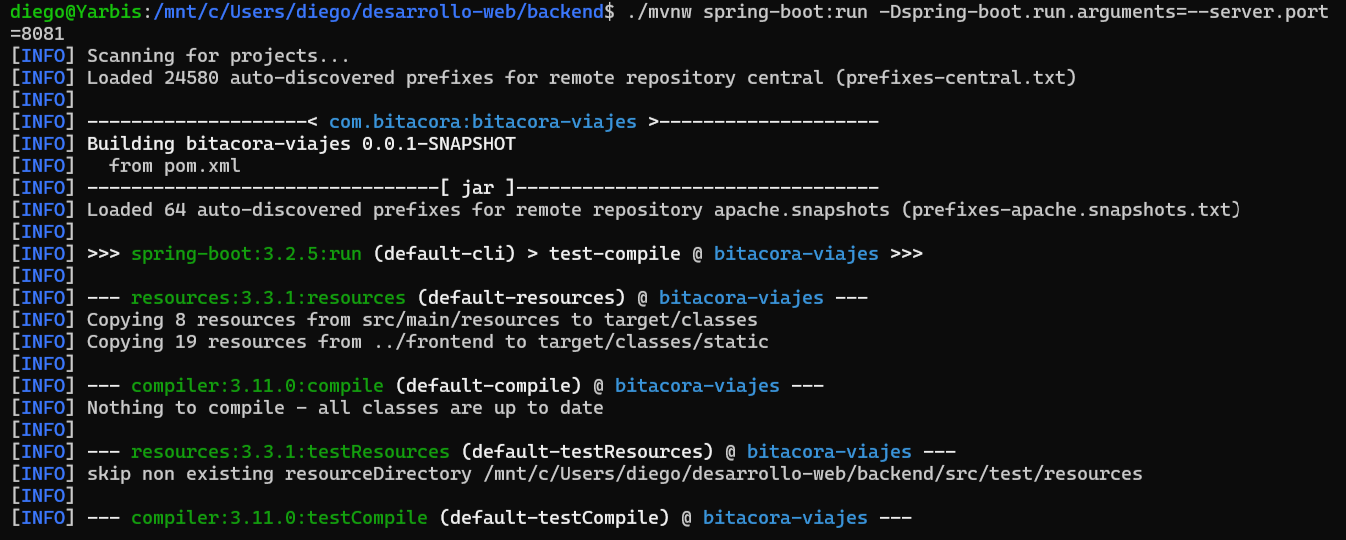 diego@Yarbis:/mnt/c/Users/diego/desarrollo-web/backend$ ./mvnw spring-boot:run -Dspring-boot.run.arguments=--server.port
=8081
[INFO] Scanning for projects...
[INFO] Loaded 24580 auto-discovered prefixes for remote repository central (prefixes-central.txt)
[INFO]
[INFO] --------------------< com.bitacora:bitacora-viajes >--------------------
[INFO] Building bitacora-viajes 0.0.1-SNAPSHOT
[INFO]   from pom.xml
[INFO] --------------------------------[ jar ]---------------------------------
[INFO] Loaded 64 auto-discovered prefixes for remote repository apache.snapshots (prefixes-apache.snapshots.txt)
[INFO]
[INFO] >>> spring-boot:3.2.5:run (default-cli) > test-compile @ bitacora-viajes >>>
[INFO]
[INFO] --- resources:3.3.1:resources (default-resources) @ bitacora-viajes ---
[INFO] Copying 8 resources from src/main/resources to target/classes
[INFO] Copying 19 resources from ../frontend to target/classes/static
[INFO]
[INFO] --- compiler:3.11.0:compile (default-compile) @ bitacora-viajes ---
[INFO] Nothing to compile - all classes are up to date
[INFO]
[INFO] --- resources:3.3.1:testResources (default-testResources) @ bitacora-viajes ---
[INFO] skip non existing resourceDirectory /mnt/c/Users/diego/desarrollo-web/backend/src/test/resources
[INFO]
[INFO] --- compiler:3.11.0:testCompile (default-testCompile) @ bitacora-viajes ---